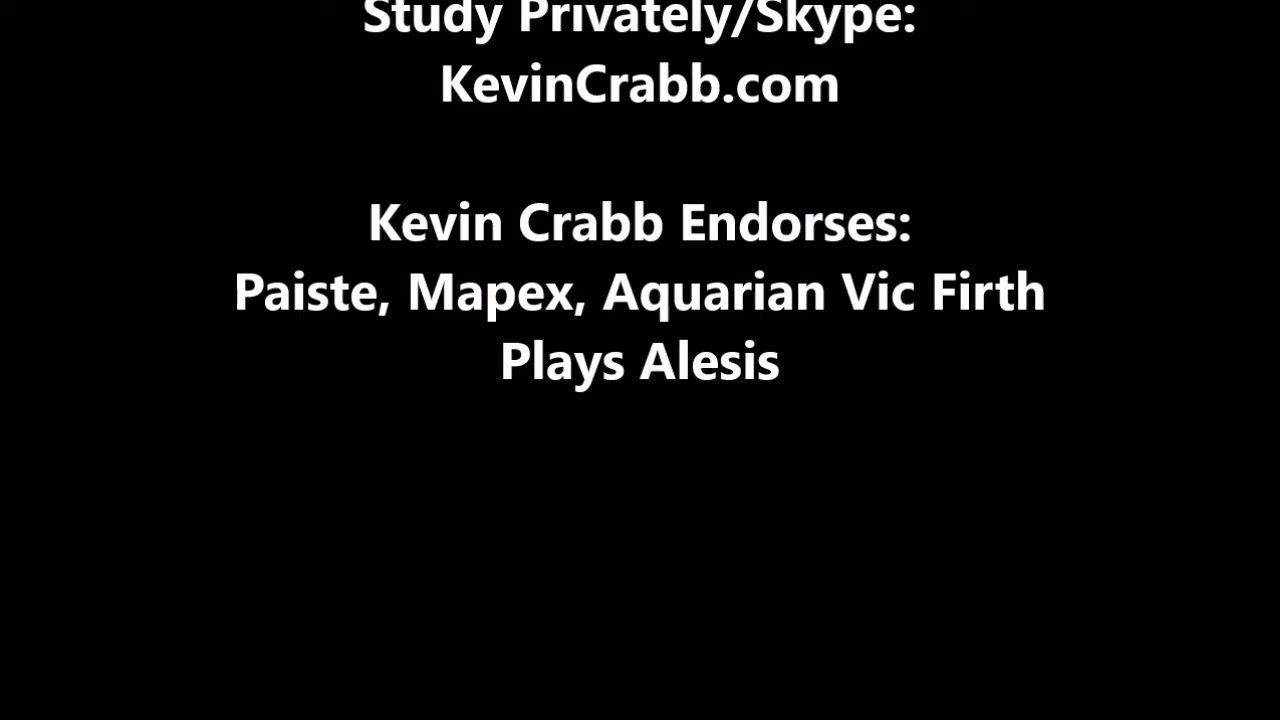 Study Privately/Skype:
KevinCrabb.com
Kevin Crabb Endorses:
Paiste, Mapex, Aquarian Vic Firth
Plays Alesis